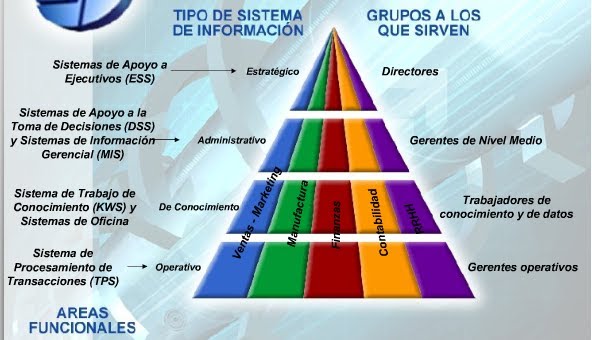 TIPO DE SISTEMA
DE INFORMACIÓN
GRUPOS A LOS
QUE SIRVEN
Sistemas de Apoyo a
Ejecutivos (ESS)
Estratégico
Directores
Sistemas de Apoyo a la
Toma de Decisiones (DSS)
y Sistemas de Información
Gerencial (MIS)
Administrativo
Gerentes de Nivel Medio
Sistema de Trabajo de
Conocimiento (KWS) y
Sistemas de Oficina
De Conocimiento
Trabajadores de
conocimiento y de datos
Sistema de
Procesamiento de
Transacciones (TPS)
Operativo
Gerentes operativos
Ventas - Marketing
Manufactura
Finanzas
Contabilidad
RRHH
AREAS
FUNCIONALES